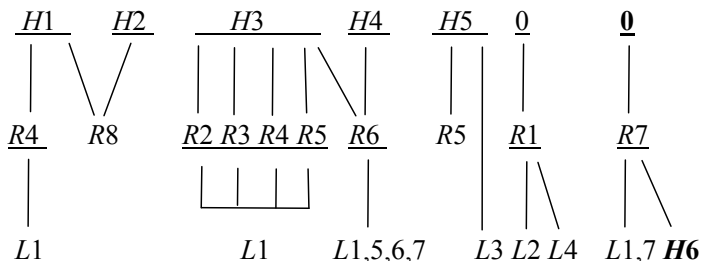 H1 H2 H3 H4 H5 0 0
R4 R8 R2 R3 R4 R5 R6 R5 R1 R7
L1 L1 L1,5,6,7 L3 L2 L4 L1,7 H6